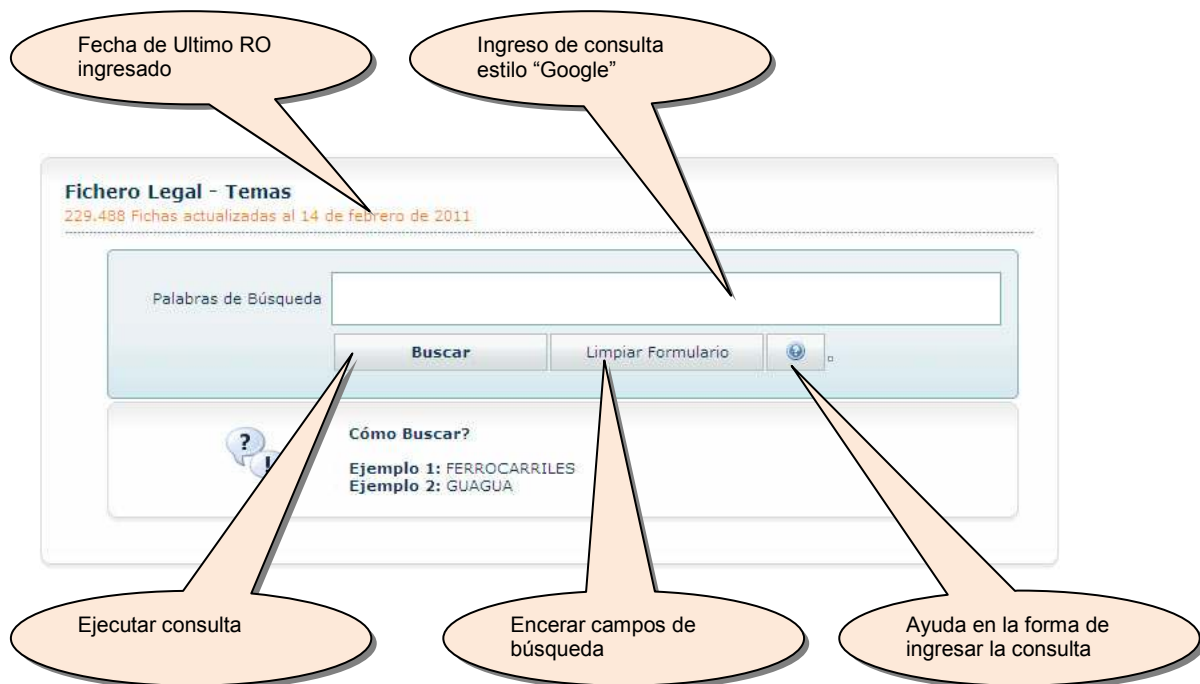 Fecha de Ultimo RO
ingresado
Ingreso de consulta
estilo “Google”
Fichero Legal - Temas
229.488 Fichas actualizadas al 14 de febrero de 2011
Palabras de Búsqueda
Buscar
Limpiar Formulario
?
?
!
Cómo Buscar?
Ejemplo 1: FERROCARRILES
Ejemplo 2: GUAGUA
Ejecutar consulta
Encerar campos de
búsqueda
Ayuda en la forma de
ingresar la consulta